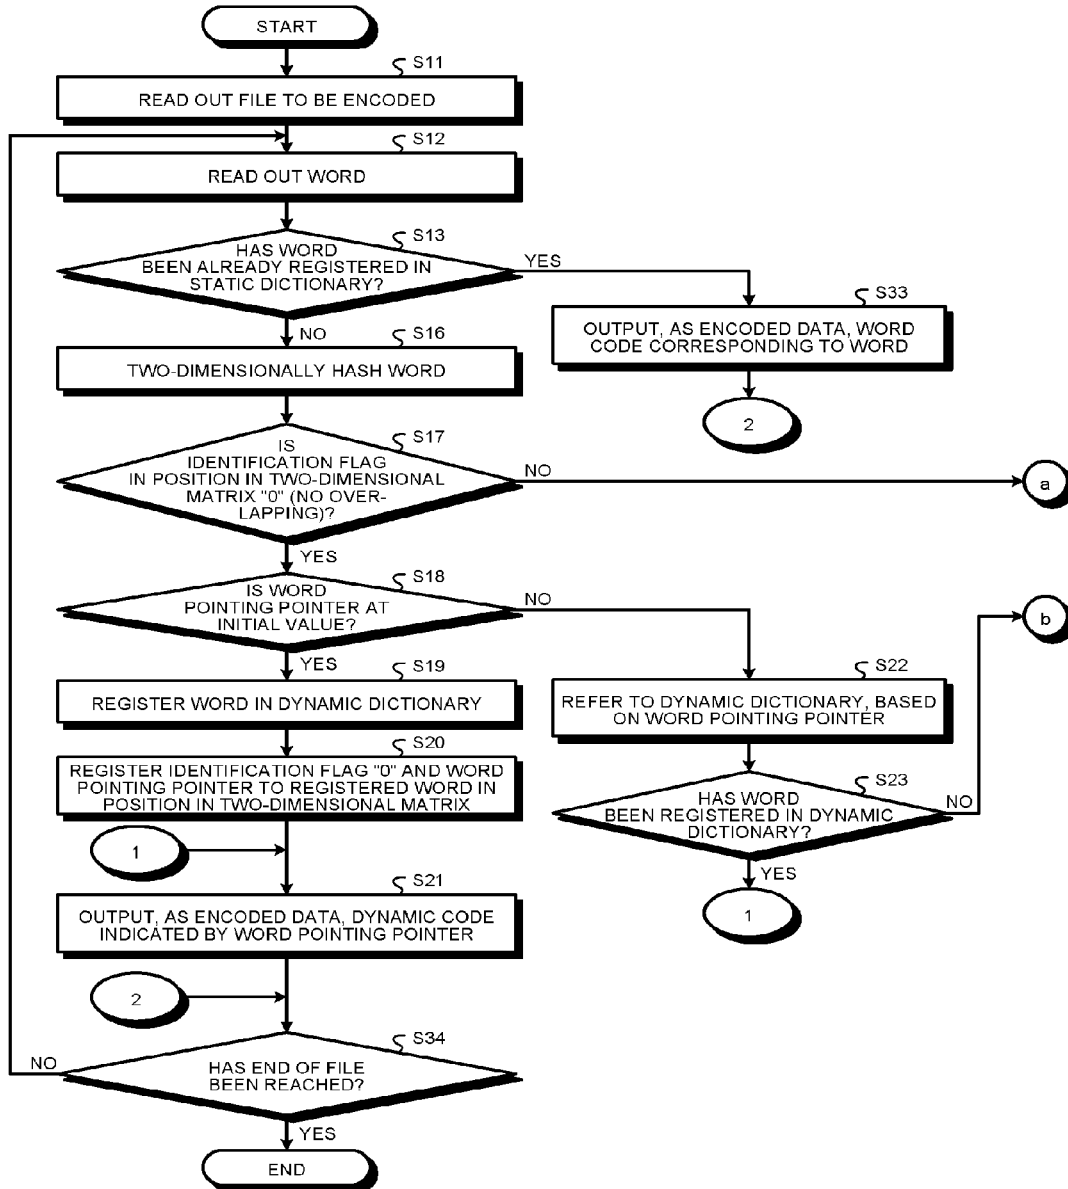 START
S11
READ OUT FILE TO BE ENCODED
S12
READ OUT WORD
S13
HAS WORD
BEEN ALREADY REGISTERED IN
STATIC DICTIONARY?
YES
NO
S33
OUTPUT, AS ENCODED DATA, WORD
CODE CORRESPONDING TO WORD
2
S16
TWO-DIMENSIONALLY HASH WORD
S17
IS
IDENTIFICATION FLAG
IN POSITION IN TWO-DIMENSIONAL
MATRIX "0" (NO OVER-
LAPPING)?
NO
a
YES
S18
IS WORD
POINTING POINTER AT
INITIAL VALUE?
NO
b
YES
S19
REGISTER WORD IN DYNAMIC DICTIONARY
S22
REFER TO DYNAMIC DICTIONARY, BASED
ON WORD POINTING POINTER
S20
REGISTER IDENTIFICATION FLAG "0" AND WORD
POINTING POINTER TO REGISTERED WORD IN
POSITION IN TWO-DIMENSIONAL MATRIX
S23
HAS WORD
BEEN REGISTERED IN DYNAMIC
DICTIONARY?
NO
YES
1
1
S21
OUTPUT, AS ENCODED DATA, DYNAMIC CODE
INDICATED BY WORD POINTING POINTER
2
S34
HAS END OF FILE
BEEN REACHED?
NO
YES
END